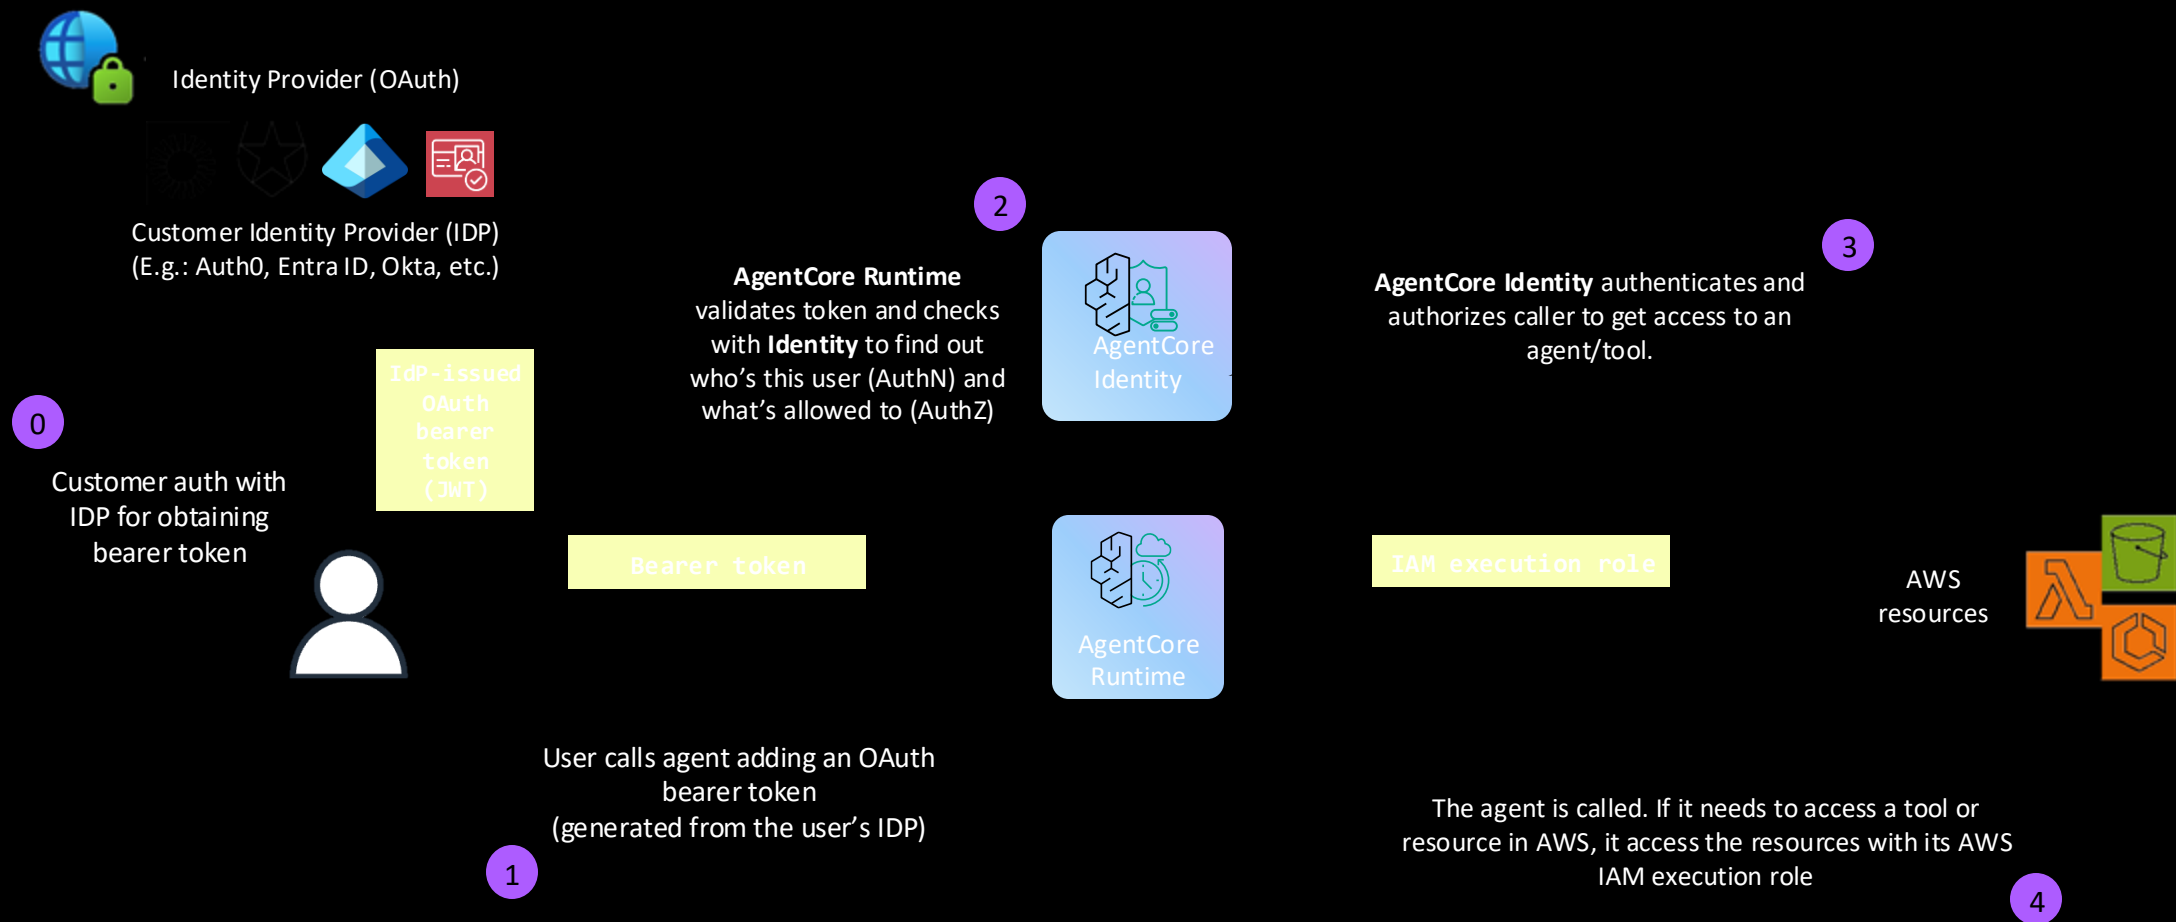 Identity Provider (OAuth)
Customer Identity Provider (IDP)
(E.g.: Auth0, Entra ID, Okta, etc.)
2
3
AgentCore Runtime
validates token and checks
with Identity to find out
who's this user (AuthN) and
what's allowed to (AuthZ)
AgentCore
Identity
AgentCore Identity authenticates and
authorizes caller to get access to an
agent/tool.
IdP-issued
OAuth
bearer
token
(JWT)
0
Customer auth with
IDP for obtaining
bearer token
Bearer token
AgentCore
Runtime
IAM execution role
AWS
resources
User calls agent adding an OAuth
bearer token
(generated from the user's IDP)
1
The agent is called. If it needs to access a tool or
resource in AWS, it access the resources with its AWS
IAM execution role
4